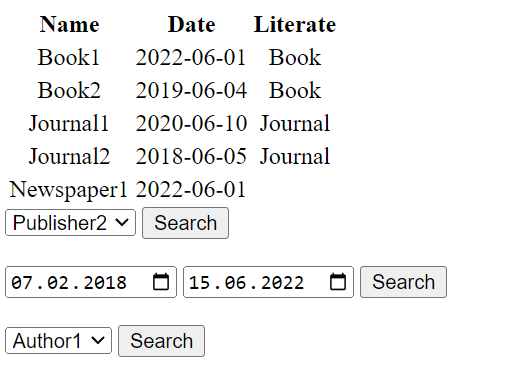 Name Date Literate
Book1 2022-06-01 Book
Book2 2019-06-04 Book
Journal1 2020-06-10 Journal
Journal2 2018-06-05 Journal
Newspaper1 2022-06-01
Publisher2 Search
07.02.2018 15.06.2022 Search
Author1 Search